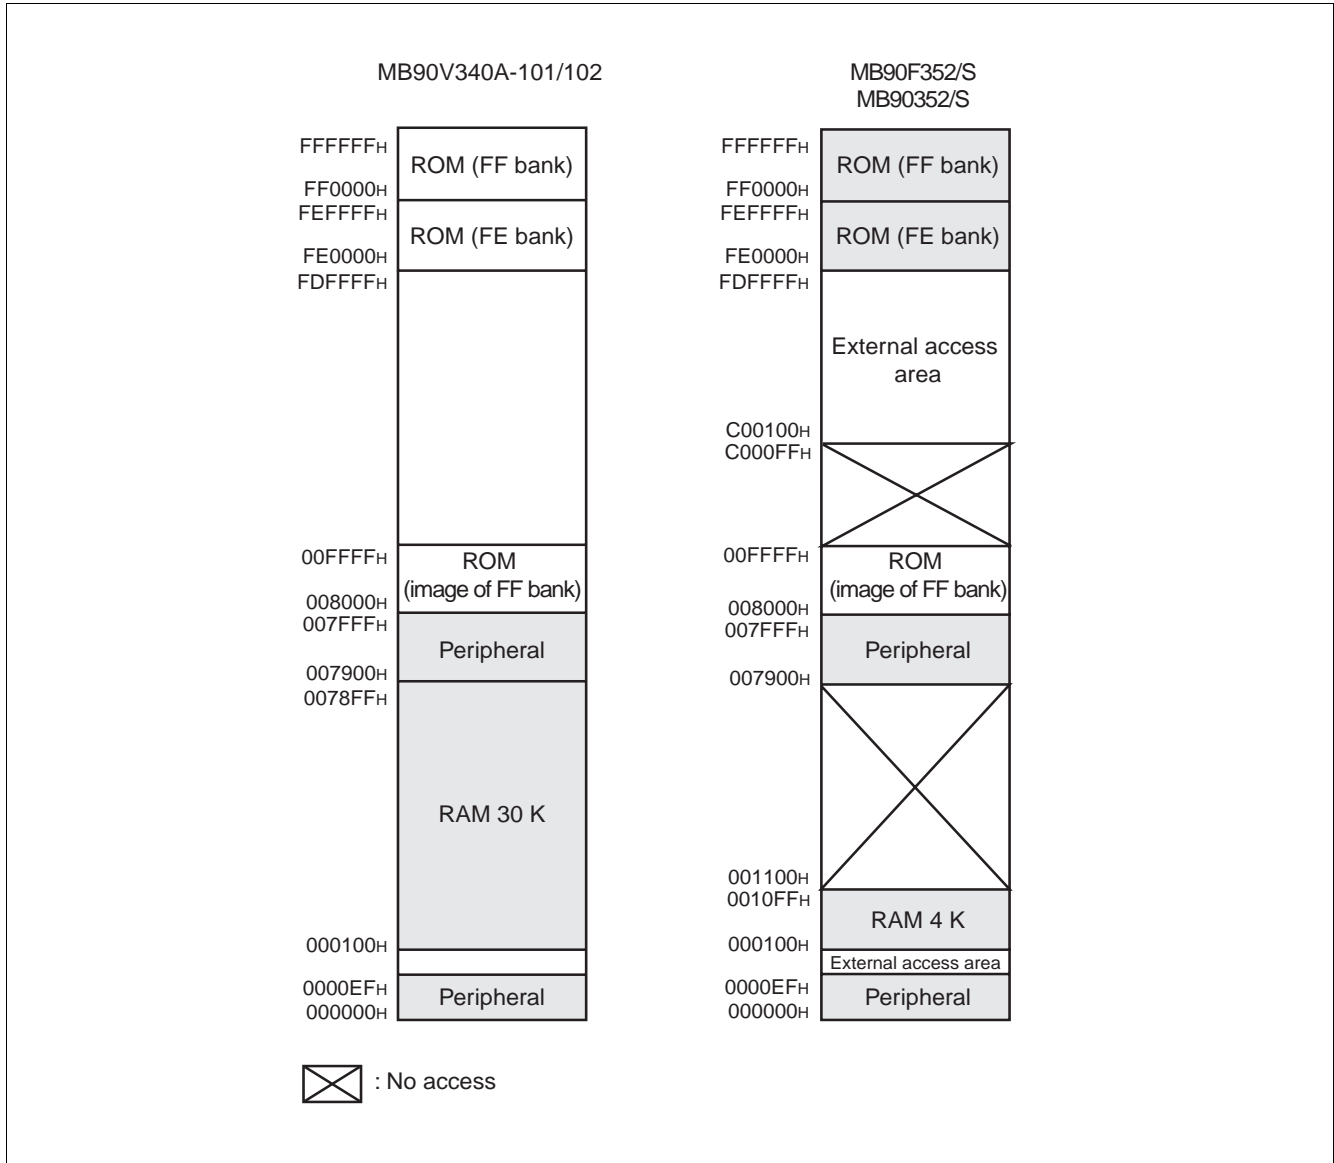 MB90V340A-101/102
FFFFFFH
ROM (FF bank)
FF0000H
FEFFFFH
ROM (FE bank)
FE0000H
FDFFFFH
00FFFFH
ROM
(image of FF bank)
008000H
007FFFH
Peripheral
007900H
0078FFH
RAM 30 K
000100H
0000EFH
Peripheral
000000H
MB90F352/S
MB90352/S
FFFFFFH
ROM (FF bank)
FF0000H
FEFFFFH
ROM (FE bank)
FE0000H
FDFFFFH
External access
area
C00100H
C000FFH
00FFFFH
ROM
(image of FF bank)
008000H
007FFFH
Peripheral
007900H
001100H
0010FFH
RAM 4 K
000100H
External access area
0000EFH
Peripheral
000000H
: No access